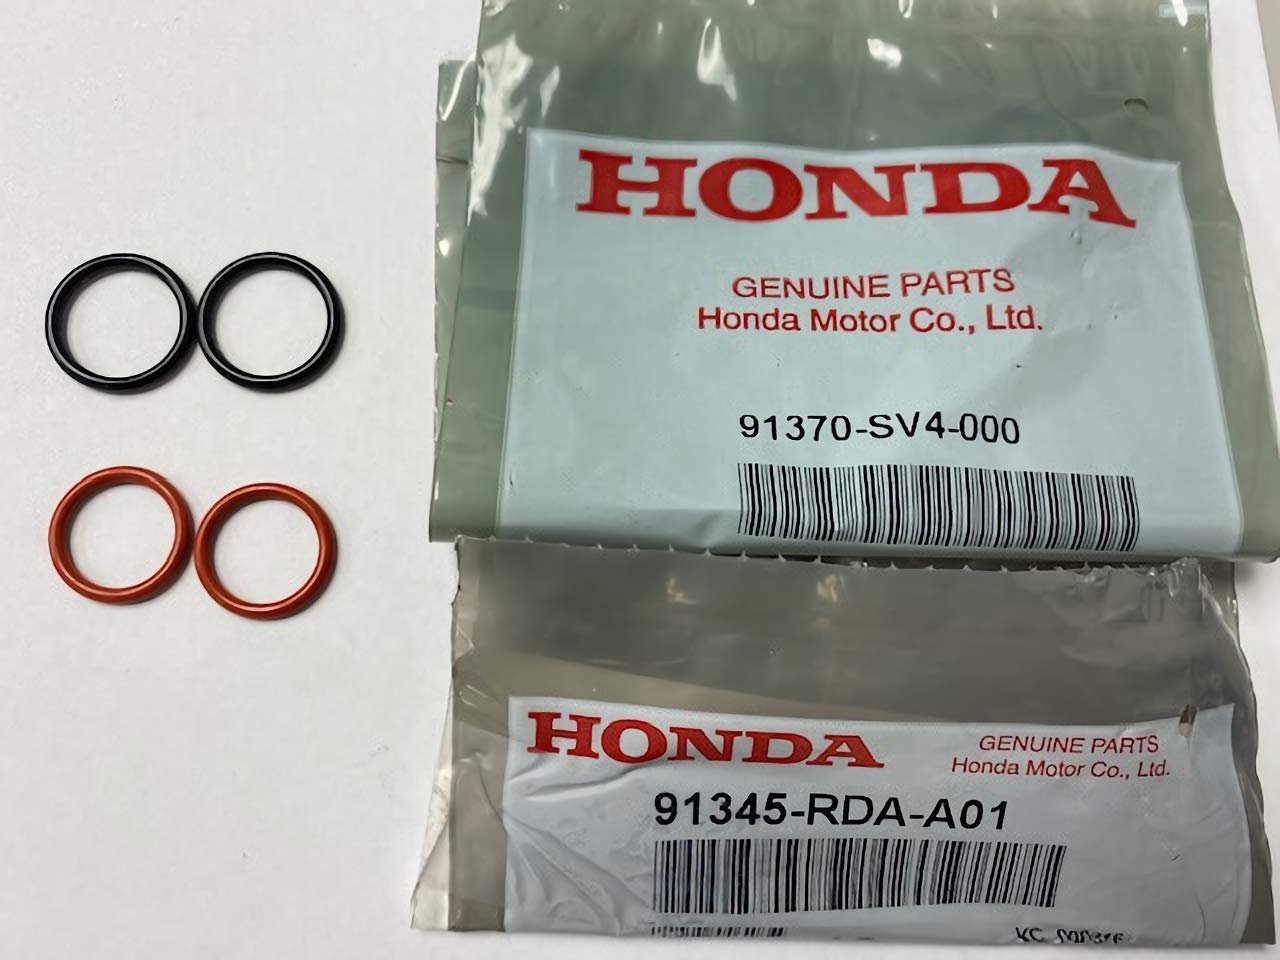 HONDA
GENUINE PARTS
Honda Motor Co., Ltd.
91370-SV4-000
HONDA
GENUINE PARTS
Honda Motor Co., Ltd.
91345-RDA-A01
KC